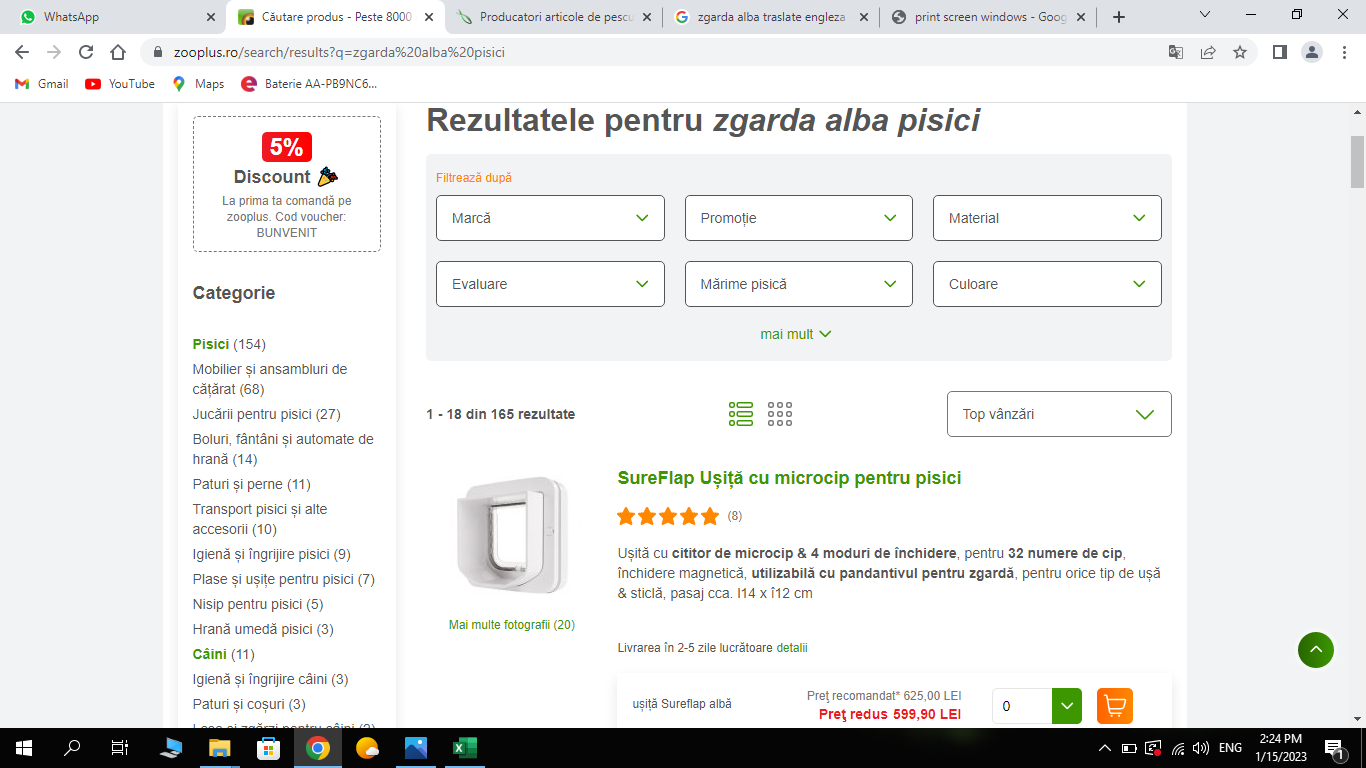 WhatsApp
Căutare produs - Peste 8000
Producatori articole de pescu
zgarda alba traslate engleza
print screen windows - Goog
zooplus.ro/search/results?q=zgarda%20alba%20pisici
Gmail
YouTube
Maps
Baterie AA-PB9NC6...
5%
Discount
La prima ta comandă pe
zooplus. Cod voucher:
BUNVENIT
Categorie
Pisici (154)
Mobilier și ansambluri de
cățărat (68)
Jucării pentru pisici (27)
Boluri, fântâni și automate de
hrană (14)
Paturi și perne (11)
Transport pisici și alte
accesorii (10)
Igienă și îngrijire pisici (9)
Plase și ușițe pentru pisici (7)
Nisip pentru pisici (5)
Hrană umedă pisici (3)
Câini (11)
Igienă și îngrijire câini (3)
Paturi și coșuri (3)
Rezultatele pentru zgarda alba pisici
Filtrează după
Marcă
Promoție
Material
Evaluare
Mărime pisică
Culoare
mai mult
1 - 18 din 165 rezultate
Top vânzări
SureFlap Ușiță cu microcip pentru pisici
(8)
Ușită cu cititor de microcip & 4 moduri de închidere, pentru 32 numere de cip,
închidere magnetică, utilizabilă cu pandantivul pentru zgardă, pentru orice tip de ușă
& sticlă, pasaj cca. l14 x î12 cm
Mai multe fotografii (20)
Livrarea în 2-5 zile lucrătoare detalii
ușiță Sureflap albă
Preţ recomandat* 625,00 LEI
Preţ redus 599,90 LEI
0
ENG
2:24 PM
1/15/2023
1